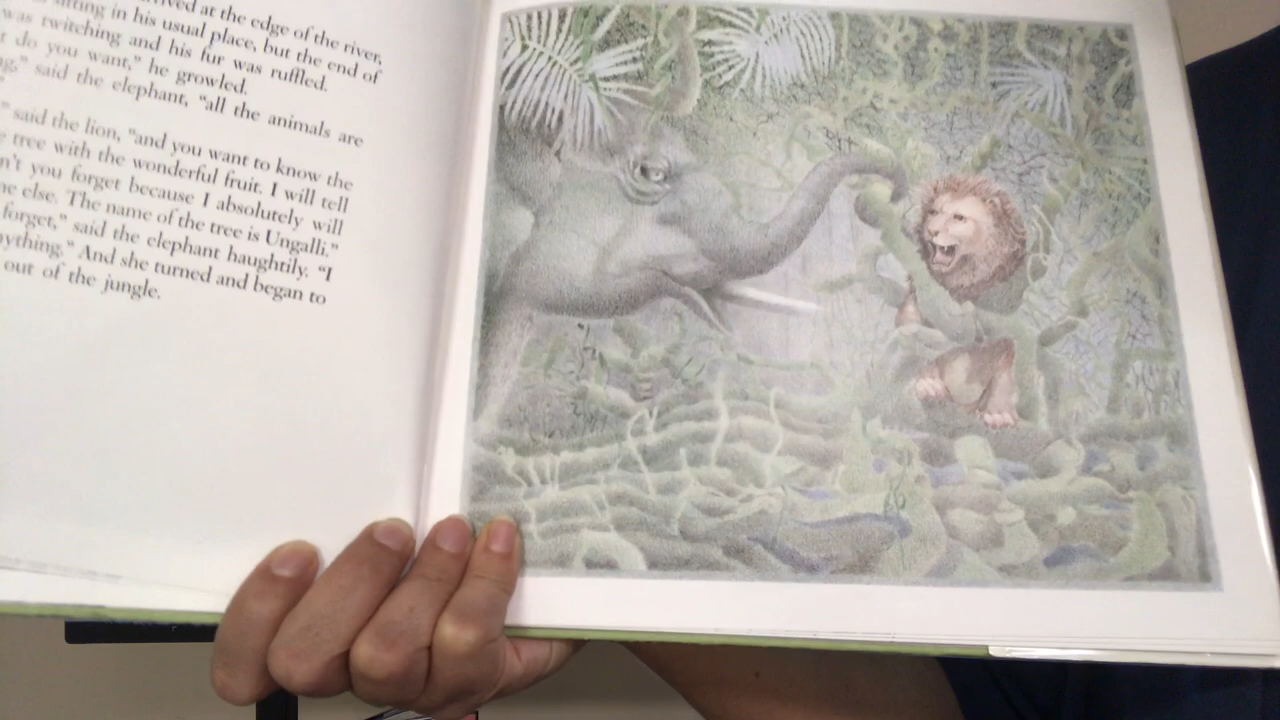 ived at the edge of the river,
sitting in his usual place, but the end of
was twitching and his fur was ruffled.
t do you want," he growled.
ng," said the elephant, "all the animals are
"
" said the lion, "and you want to know the
e tree with the wonderful fruit. I will tell
n't you forget because I absolutely will
ne else. The name of the tree is Ungalli."
forget," said the elephant haughtily. "I
ything." And she turned and began to
out of the jungle.